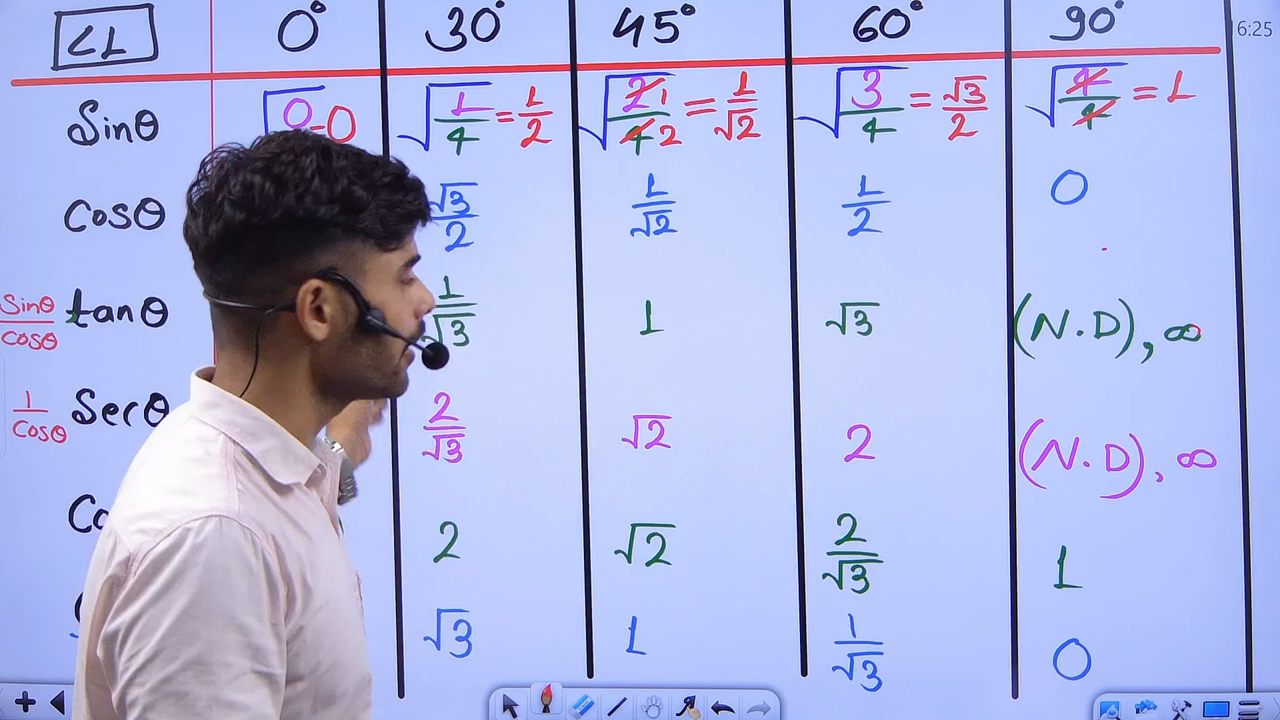 ∠1 0° 30° 45° 60° 90°
6:25
Sinθ √0 = 0 √(1/4) = 1/2 √(2/4) 1 2 = 1/√2 √(3/4) = √3/2 √(4/4) = 1
Cosθ √3/2 1/√2 1/2 0
Sinθ/Cosθ tanθ 1/√3 1 √3 (N.D), ∞
1/Cosθ Secθ 2/√3 √2 2 (N.D), ∞
Co 2 √2 2/√3 1
√3 1 1/√3 0